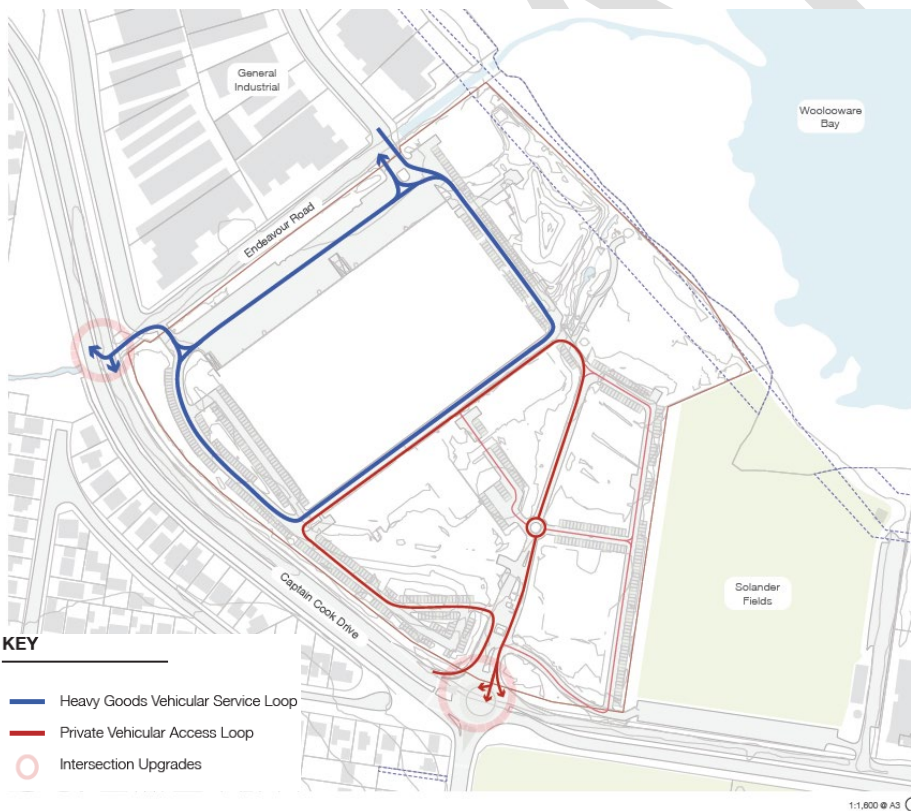 General
Industrial
Woolooware
Bay
Endeavour Road
Captain Cook Drive
Solander
Fields
KEY
Heavy Goods Vehicular Service Loop
Private Vehicular Access Loop
Intersection Upgrades
1:1,600 @ A3